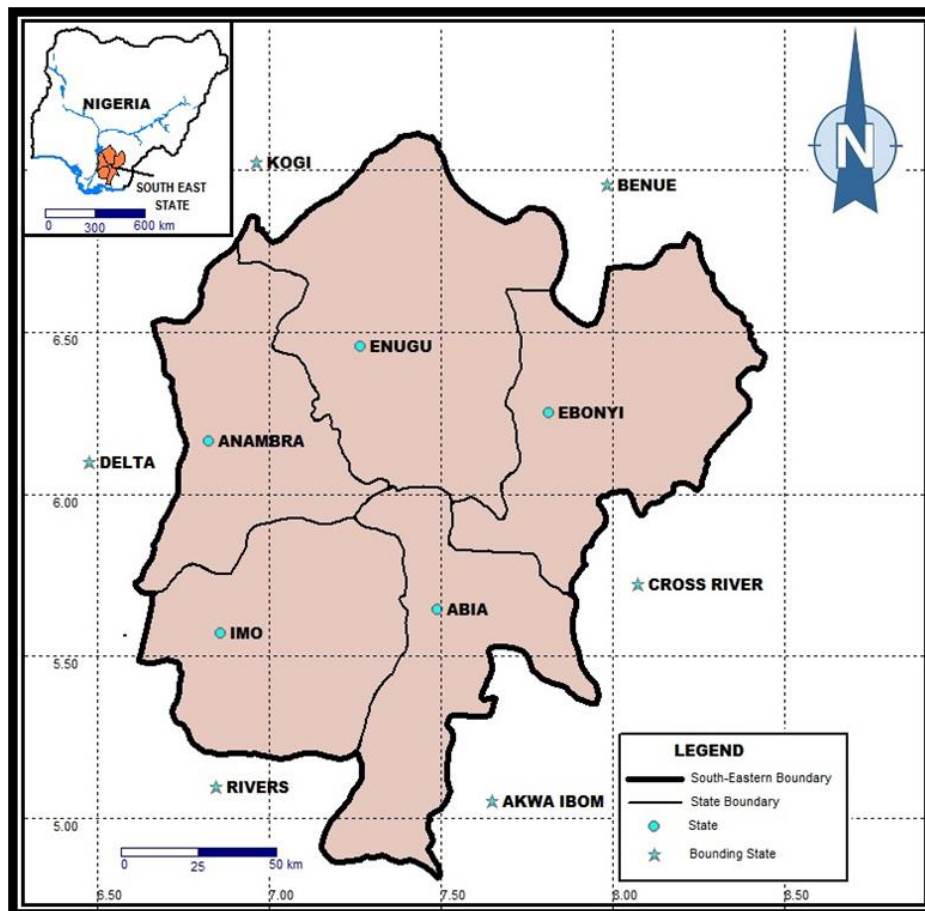 NIGERIA
SOUTH EAST
STATE
0 300 600 km
N
KOGI
BENUE
6.50
ENUGU
EBONYI
ANAMBRA
DELTA
6.00
CROSS RIVER
ABIA
IMO
5.50
RIVERS
AKWA IBOM
5.00
0 25 50 km
LEGEND
South-Eastern Boundary
State Boundary
State
Bounding State
6.50 7.00 7.50 8.00 8.50